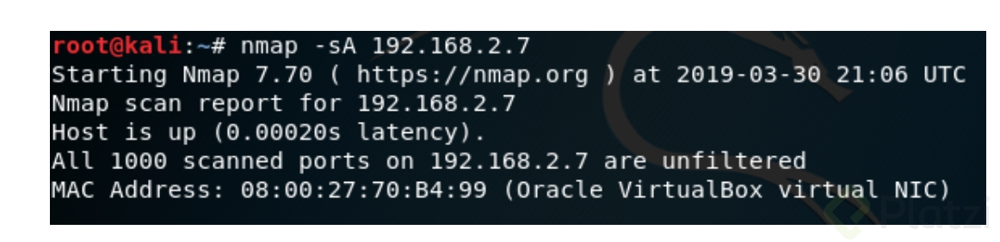 root@kali:~# nmap -sA 192.168.2.7
Starting Nmap 7.70 ( https://nmap.org ) at 2019-03-30 21:06 UTC
Nmap scan report for 192.168.2.7
Host is up (0.00020s latency).
All 1000 scanned ports on 192.168.2.7 are unfiltered
MAC Address: 08:00:27:70:B4:99 (Oracle VirtualBox virtual NIC)
Platzi